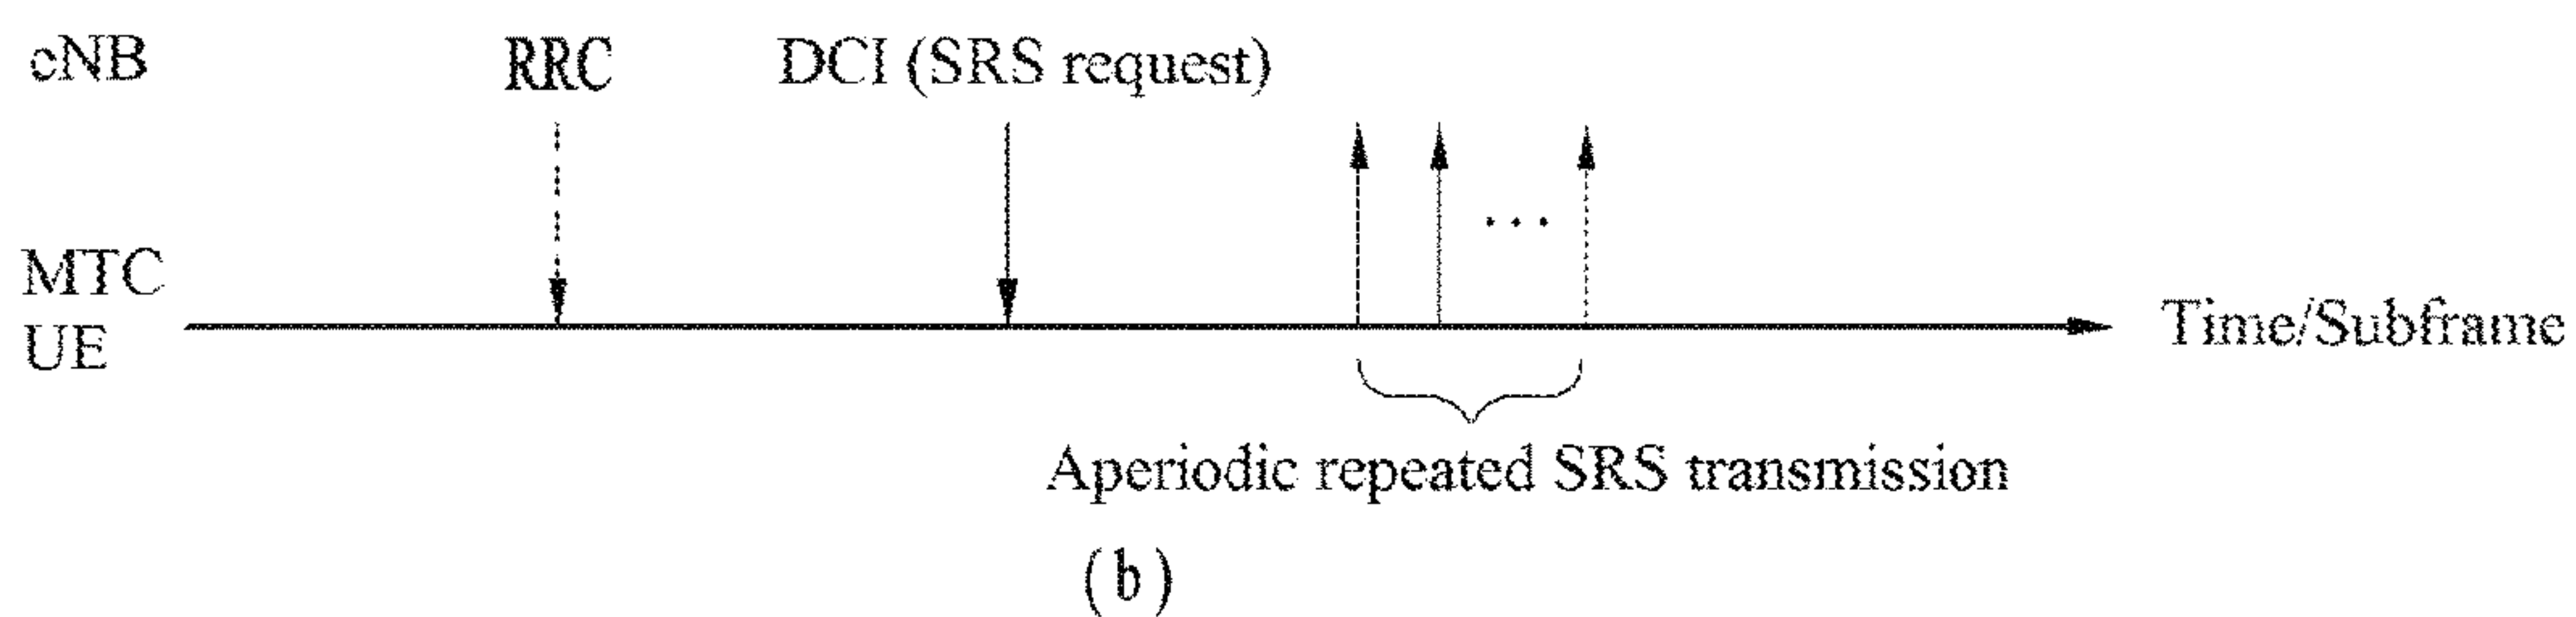 eNB RRC DCI (SRS request)
...
MTC
UE Time/Subframe
Aperiodic repeated SRS transmission
(b)